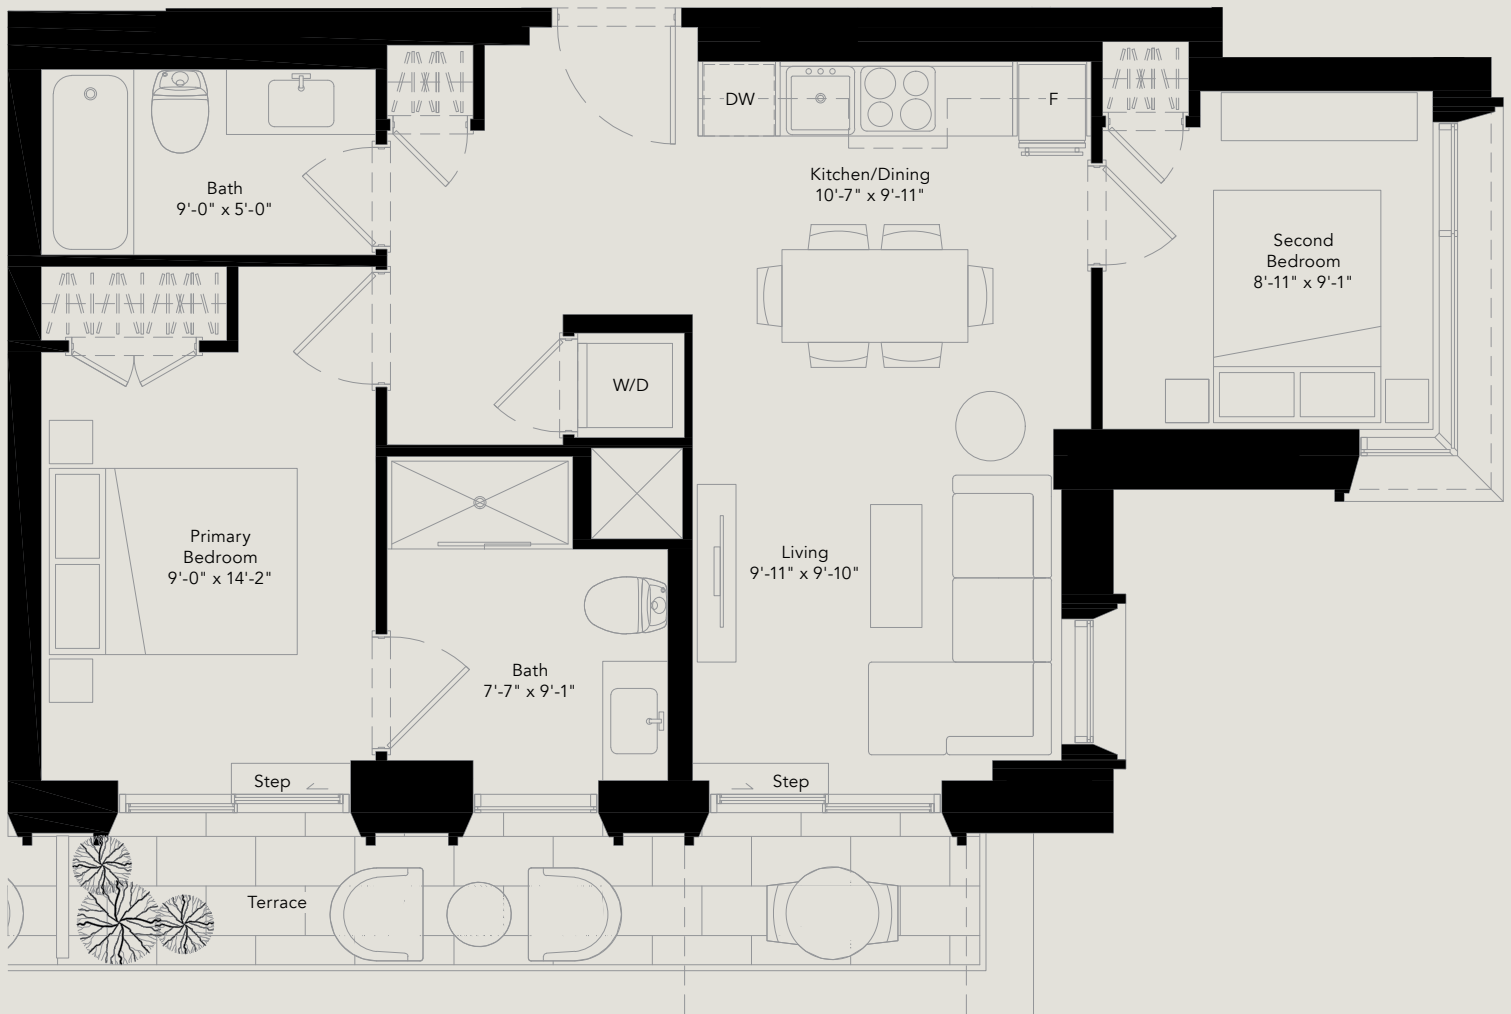 DW
F
Kitchen/Dining
10'-7" x 9'-11"
Bath
9'-0" x 5'-0"
Second
Bedroom
8'-11" x 9'-1"
W/D
Primary
Bedroom
9'-0" x 14'-2"
Living
9'-11" x 9'-10"
Bath
7'-7" x 9'-1"
Step
Step
Terrace